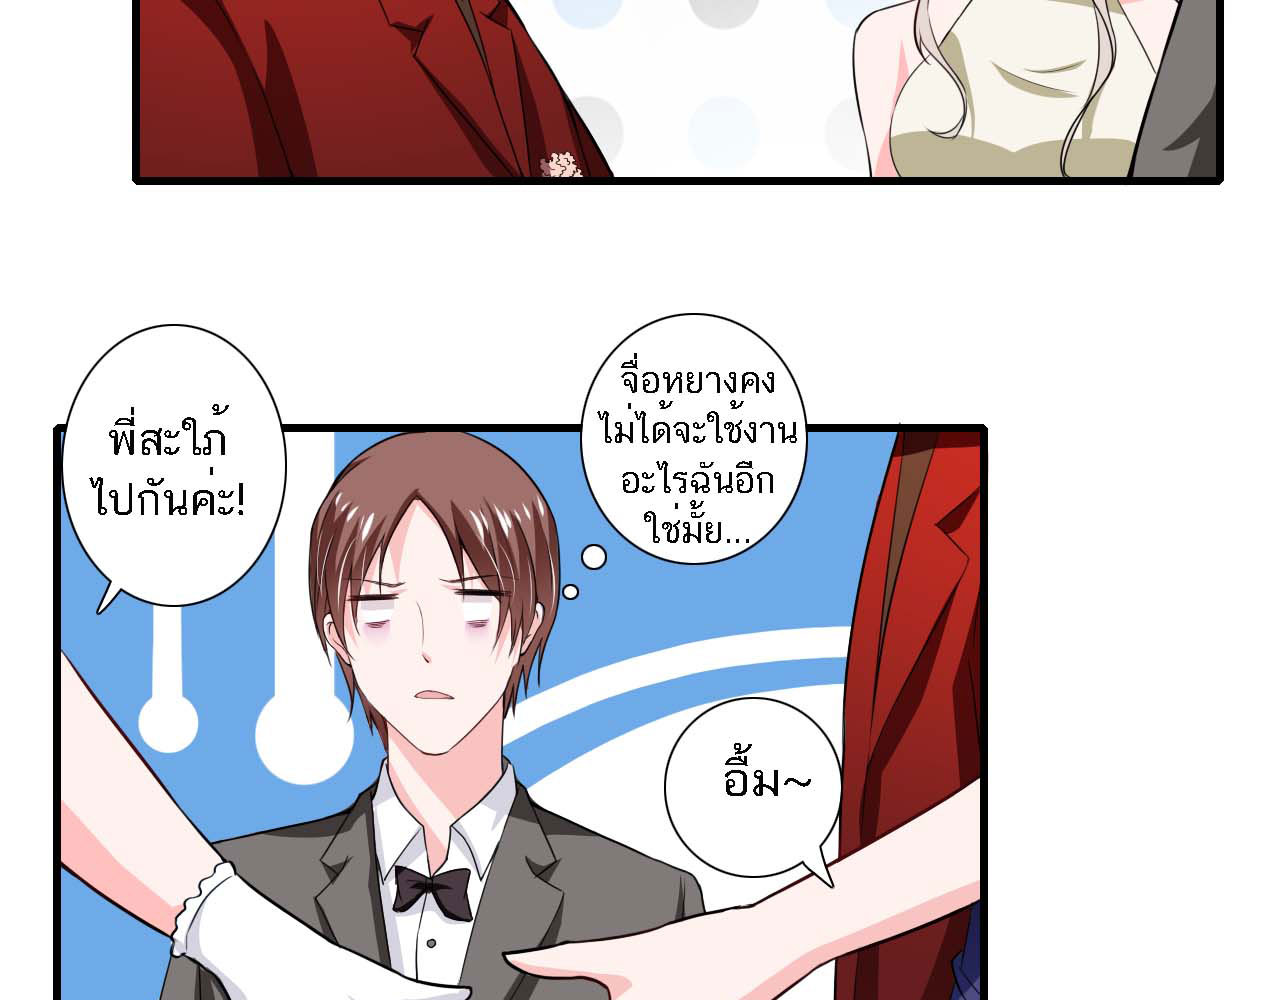 พี่สะใภ้
ไปกันค่ะ!
จื่อหยางคง
ไม่ได้จะใช้งาน
อะไรฉันอีก
ใช่มั้ย...
อื้ม~